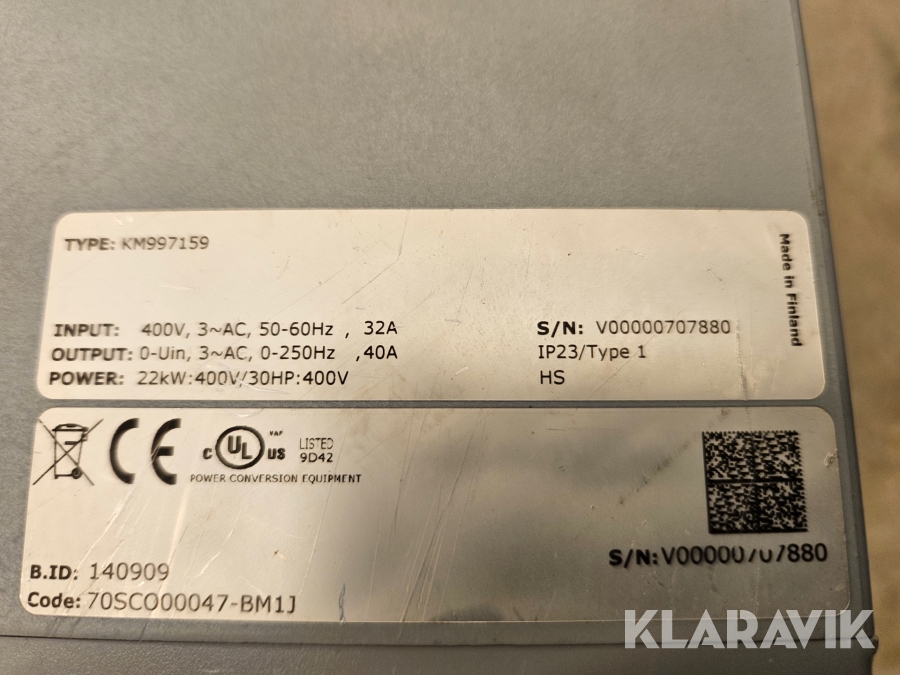 TYPE: KM997159
Made in Finland
INPUT: 400V, 3~AC, 50-60Hz , 32A
OUTPUT: 0-Uin, 3~AC, 0-250Hz ,40A
POWER: 22kW:400V/30HP:400V
S/N: V00000707880
IP23/Type 1
HS
CE
c UL us
VAF
LISTED
9D42
POWER CONVERSION EQUIPMENT
S/N:V00000707880
B.ID: 140909
Code: 70SCO00047-BM1J
KLARAVIK